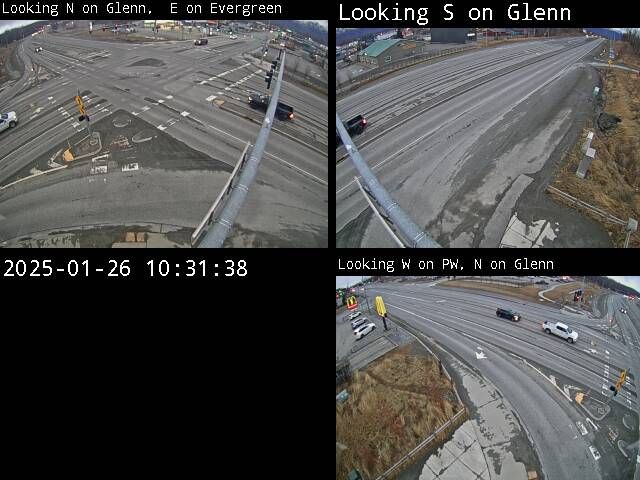 Looking N on Glenn,  E on Evergreen
Looking S on Glenn
2025-01-26 10:31:38
Looking W on PW, N on Glenn